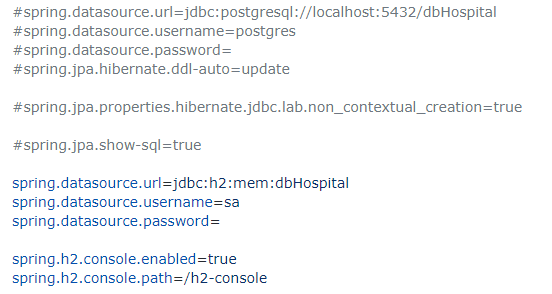 #spring.datasource.url=jdbc:postgresql://localhost:5432/dbHospital
#spring.datasource.username=postgres
#spring.datasource.password=
#spring.jpa.hibernate.ddl-auto=update
#spring.jpa.properties.hibernate.jdbc.lab.non_contextual_creation=true
#spring.jpa.show-sql=true
spring.datasource.url=jdbc:h2:mem:dbHospital
spring.datasource.username=sa
spring.datasource.password=
spring.h2.console.enabled=true
spring.h2.console.path=/h2-console